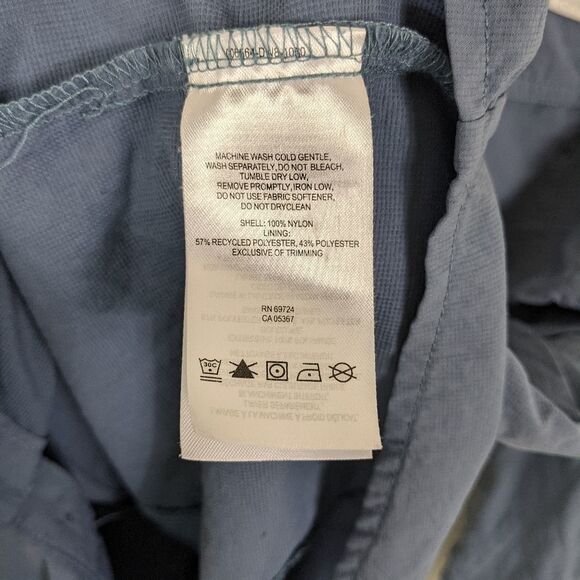 MACHINE WASH COLD GENTLE,
WASH SEPARATELY, DO NOT BLEACH,
TUMBLE DRY LOW,
REMOVE PROMPTLY, IRON LOW,
DO NOT USE FABRIC SOFTENER,
DO NOT DRYCLEAN
SHELL: 100% NYLON
LINING:
57% RECYCLED POLYESTER, 43% POLYESTER
EXCLUSIVE OF TRIMMING
RN 69724
CA 05367
30C